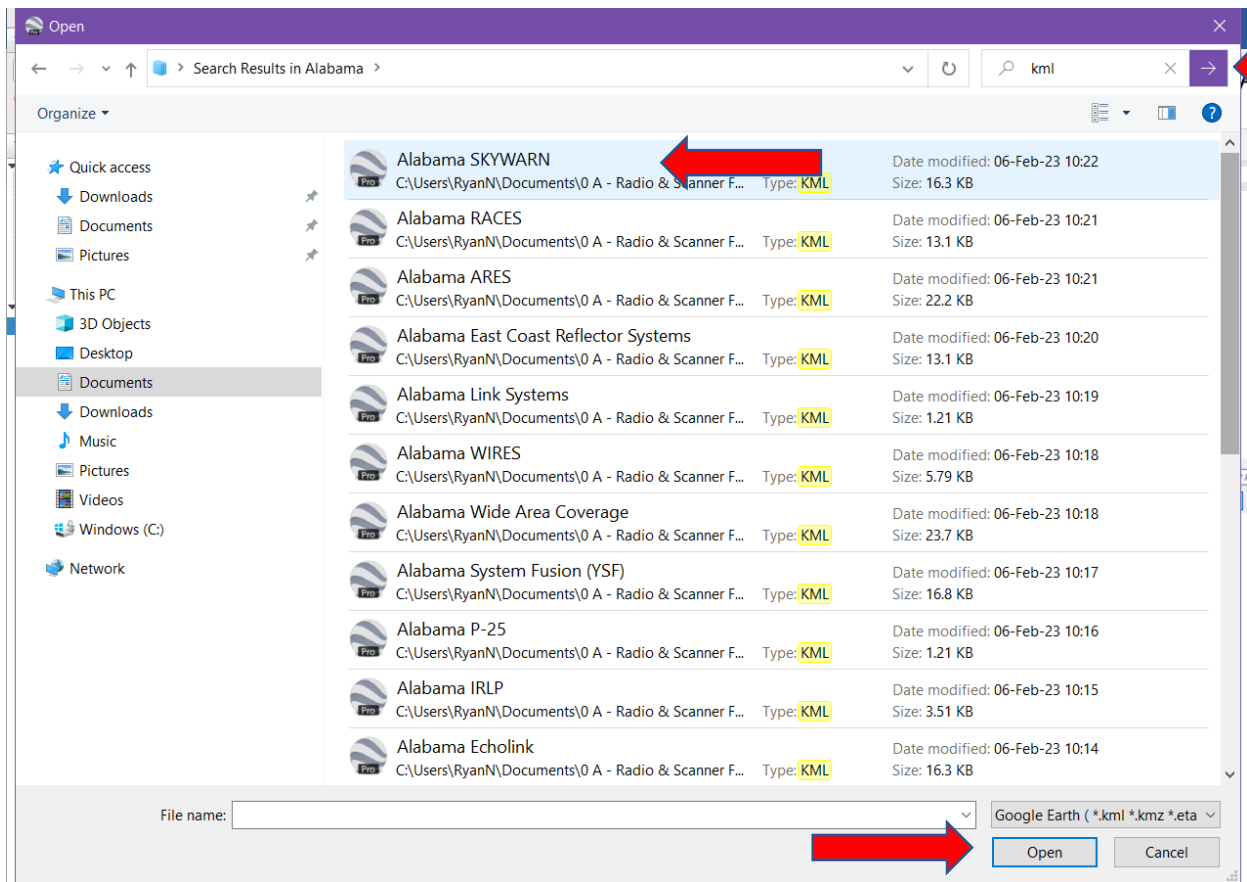 Open
Search Results in Alabama
kml
Organize
Quick access
Downloads
Documents
Pictures
This PC
3D Objects
Desktop
Documents
Downloads
Music
Pictures
Videos
Windows (C:)
Network
Alabama SKYWARN Date modified: 06-Feb-23 10:22
Pro C:\Users\RyanN\Documents\0 A - Radio & Scanner F... Type: KML Size: 16.3 KB
Alabama RACES Date modified: 06-Feb-23 10:21
Pro C:\Users\RyanN\Documents\0 A - Radio & Scanner F... Type: KML Size: 13.1 KB
Alabama ARES Date modified: 06-Feb-23 10:21
Pro C:\Users\RyanN\Documents\0 A - Radio & Scanner F... Type: KML Size: 22.2 KB
Alabama East Coast Reflector Systems Date modified: 06-Feb-23 10:20
Pro C:\Users\RyanN\Documents\0 A - Radio & Scanner F... Type: KML Size: 13.1 KB
Alabama Link Systems Date modified: 06-Feb-23 10:19
Pro C:\Users\RyanN\Documents\0 A - Radio & Scanner F... Type: KML Size: 1.21 KB
Alabama WIRES Date modified: 06-Feb-23 10:18
Pro C:\Users\RyanN\Documents\0 A - Radio & Scanner F... Type: KML Size: 5.79 KB
Alabama Wide Area Coverage Date modified: 06-Feb-23 10:18
Pro C:\Users\RyanN\Documents\0 A - Radio & Scanner F... Type: KML Size: 23.7 KB
Alabama System Fusion (YSF) Date modified: 06-Feb-23 10:17
Pro C:\Users\RyanN\Documents\0 A - Radio & Scanner F... Type: KML Size: 16.8 KB
Alabama P-25 Date modified: 06-Feb-23 10:16
Pro C:\Users\RyanN\Documents\0 A - Radio & Scanner F... Type: KML Size: 1.21 KB
Alabama IRLP Date modified: 06-Feb-23 10:15
Pro C:\Users\RyanN\Documents\0 A - Radio & Scanner F... Type: KML Size: 3.51 KB
Alabama Echolink Date modified: 06-Feb-23 10:14
Pro C:\Users\RyanN\Documents\0 A - Radio & Scanner F... Type: KML Size: 16.3 KB
File name: Google Earth ( *.kml *.kmz *.eta
Open Cancel